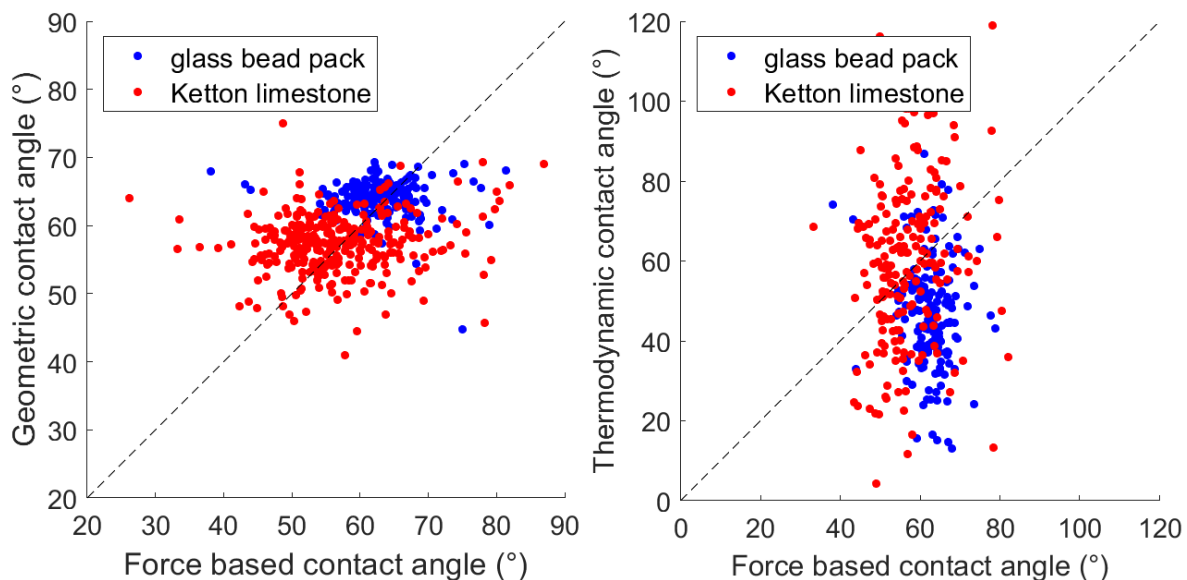 Geometric contact angle (°)
90
80
70
60
50
40
30
20
glass bead pack
Ketton limestone
20 30 40 50 60 70 80 90
Force based contact angle (°)
Thermodynamic contact angle (°)
120
100
80
60
40
20
0
glass bead pack
Ketton limestone
0 20 40 60 80 100 120
Force based contact angle (°)